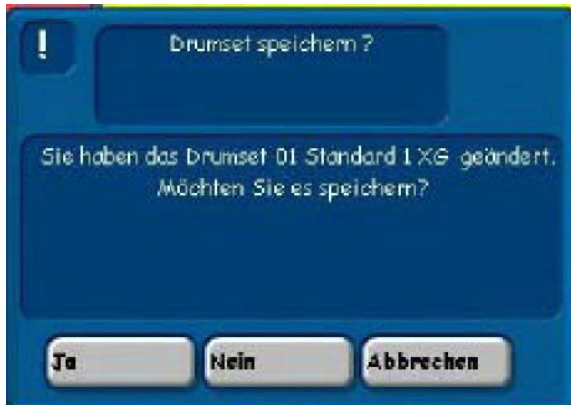 !
Drumset speichern ?
Sie haben das Drumset 01 Standard 1 XG geändert.
Möchten Sie es speichern?
Ja
Nein
Abbrechen